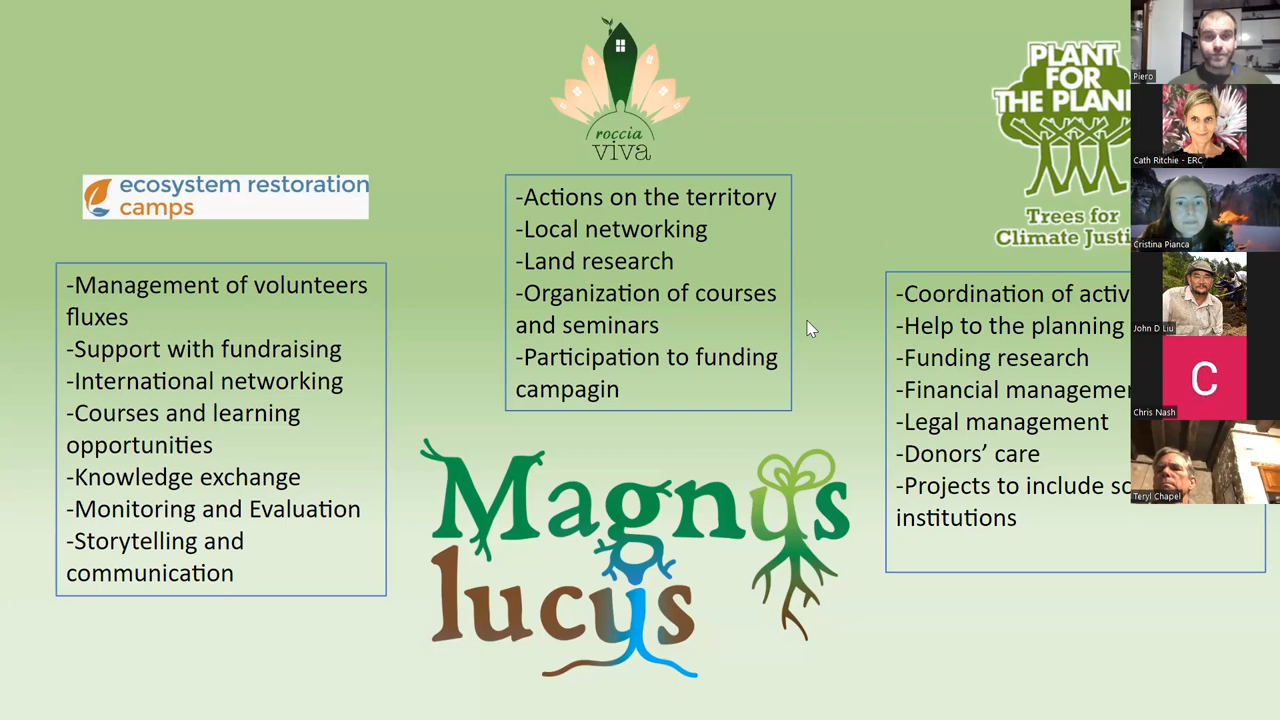 ecosystem restoration
camps
-Management of volunteers
fluxes
-Support with fundraising
-International networking
-Courses and learning
opportunities
-Knowledge exchange
-Monitoring and Evaluation
-Storytelling and
communication
roccia
viva
-Actions on the territory
-Local networking
-Land research
-Organization of courses
and seminars
-Participation to funding
campagin
Magnus
lucus
PLANT
FOR
THE PLAN
Trees for
Climate Justi
-Coordination of activ
-Help to the planning
-Funding research
-Financial managemen
-Legal management
-Donors’ care
-Projects to include sc
institutions
Piero
Cath Ritchie - ERC
Cristina Pianca
John D Liu
C
Chris Nash
Teryl Chapel